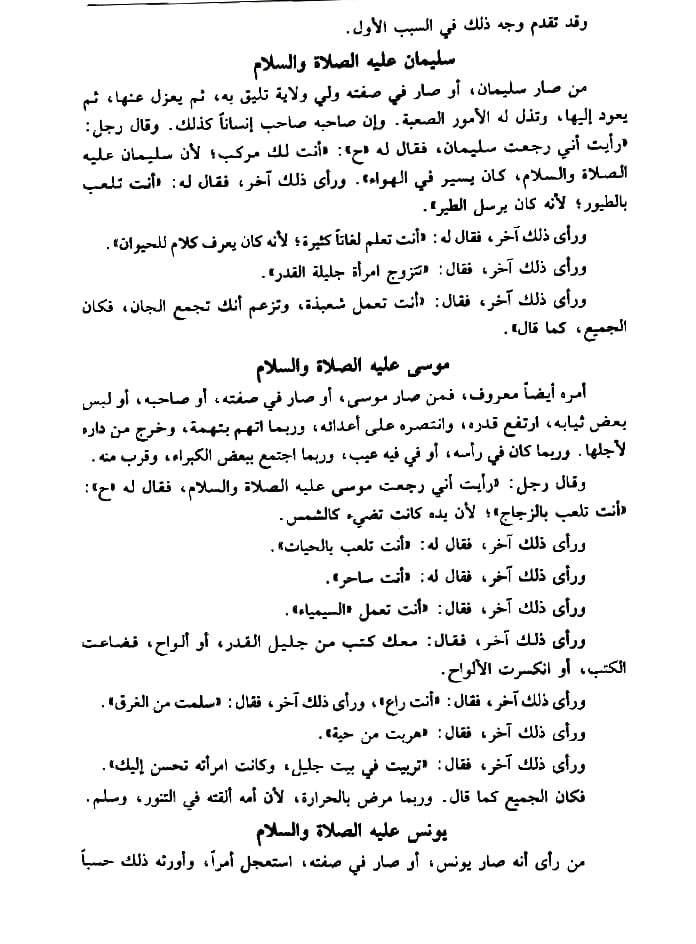 وقد تقدم وجه ذلك في السبب الأول.
سليمان عليه الصلاة والسلام
من صار سليمان، أو صار في صفته ولي ولاية تليق به، ثم يعزل عنها، ثم
يعود إليها، وتذل له الأمور الصعبة. وإن صاحبه صاحب إنساناً كذلك. وقال رجل:
«رأيت أني رجعت سليمان، فقال له «ح»: «أنت لك مركب؛ لأن سليمان عليه
الصلاة والسلام، كان يسير في الهواء». ورأى ذلك آخر، فقال له: «أنت تلعب
بالطيور؛ لأنه كان يرسل الطير».
ورأى ذلك آخر، فقال له: «أنت تعلم لغاتاً كثيرة؛ لأنه كان يعرف كلام للحيوان».
ورأى ذلك آخر، فقال: «تتزوج امرأة جليلة القدر».
ورأى ذلك آخر، فقال: «أنت تعمل شعبذة، وتزعم أنك تجمع الجان، فكان
الجميع، كما قال».
موسى عليه الصلاة والسلام
أمره أيضاً معروف، فمن صار موسى، أو صار في صفته، أو صاحبه، أو لبس
بعض ثيابه، ارتفع قدره، وانتصره على أعدائه، وربما اتهم بتهمة، وخرج من داره
لأجلها. وربما كان في رأسه، أو في فيه عيب، وربما اجتمع ببعض الكبراء، وقرب منه.
وقال رجل: «رأيت أني رجعت موسى عليه الصلاة والسلام، فقال له «ح»:
«أنت تلعب بالزجاج»؛ لأن يده كانت تضيء كالشمس.
ورأى ذلك آخر، فقال له: «أنت تلعب بالحيات».
ورأى ذلك آخر، فقال له: «أنت ساحر».
ورأى ذلك آخر، فقال: «أنت تعمل «السيمياء».
ورأى ذلك آخر، فقال: معك كتب من جليل القدر، أو ألواح، فضاعت
الكتب، أو انكسرت الألواح.
ورأى ذلك آخر، فقال: «أنت راع»، ورأى ذلك آخر، فقال: «سلمت من الغرق».
ورأى ذلك آخر، فقال: «هربت من حية».
ورأى ذلك آخر، فقال: «تربيت في بيت جليل، وكانت امرأته تحسن إليك».
فكان الجميع كما قال. وربما مرض بالحرارة، لأن أمه ألقته في التنور، وسلم.
يونس عليه الصلاة والسلام
من رأى أنه صار يونس، أو صار في صفته، استعجل أمراً، وأورثه ذلك حسباً